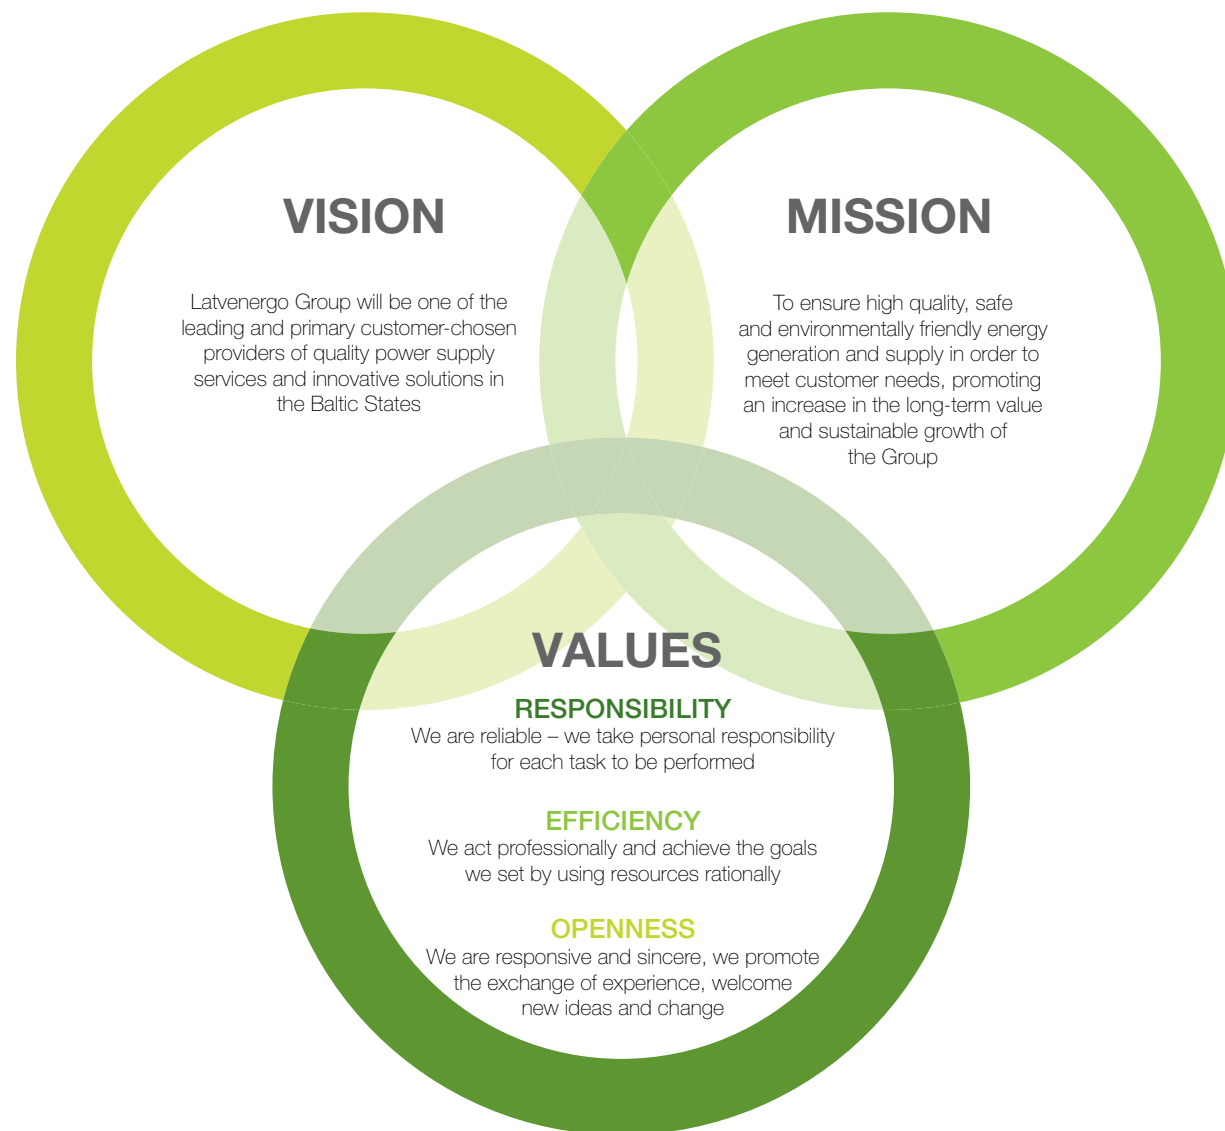 VISION
Latvenergo Group will be one of the
leading and primary customer-chosen
providers of quality power supply
services and innovative solutions in
the Baltic States
MISSION
To ensure high quality, safe
and environmentally friendly energy
generation and supply in order to
meet customer needs, promoting
an increase in the long-term value
and sustainable growth of
the Group
VALUES
RESPONSIBILITY
We are reliable – we take personal responsibility
for each task to be performed
EFFICIENCY
We act professionally and achieve the goals
we set by using resources rationally
OPENNESS
We are responsive and sincere, we promote
the exchange of experience, welcome
new ideas and change